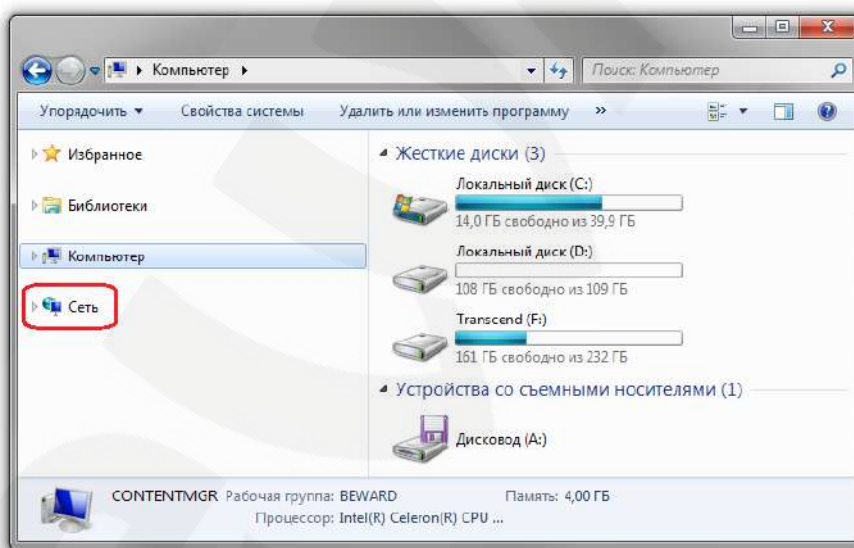 Компьютер
Поиск: Компьютер
Упорядочить
Свойства системы
Удалить или изменить программу
»
Избранное
Библиотеки
Компьютер
Сеть
Жесткие диски (3)
Локальный диск (C:)
14,0 ГБ свободно из 39,9 ГБ
Локальный диск (D:)
108 ГБ свободно из 109 ГБ
Transcend (F:)
161 ГБ свободно из 232 ГБ
Устройства со съемными носителями (1)
Дисковод (A:)
CONTENTMGR Рабочая группа: BEWARD Память: 4,00 ГБ
Процессор: Intel(R) Celeron(R) CPU ...